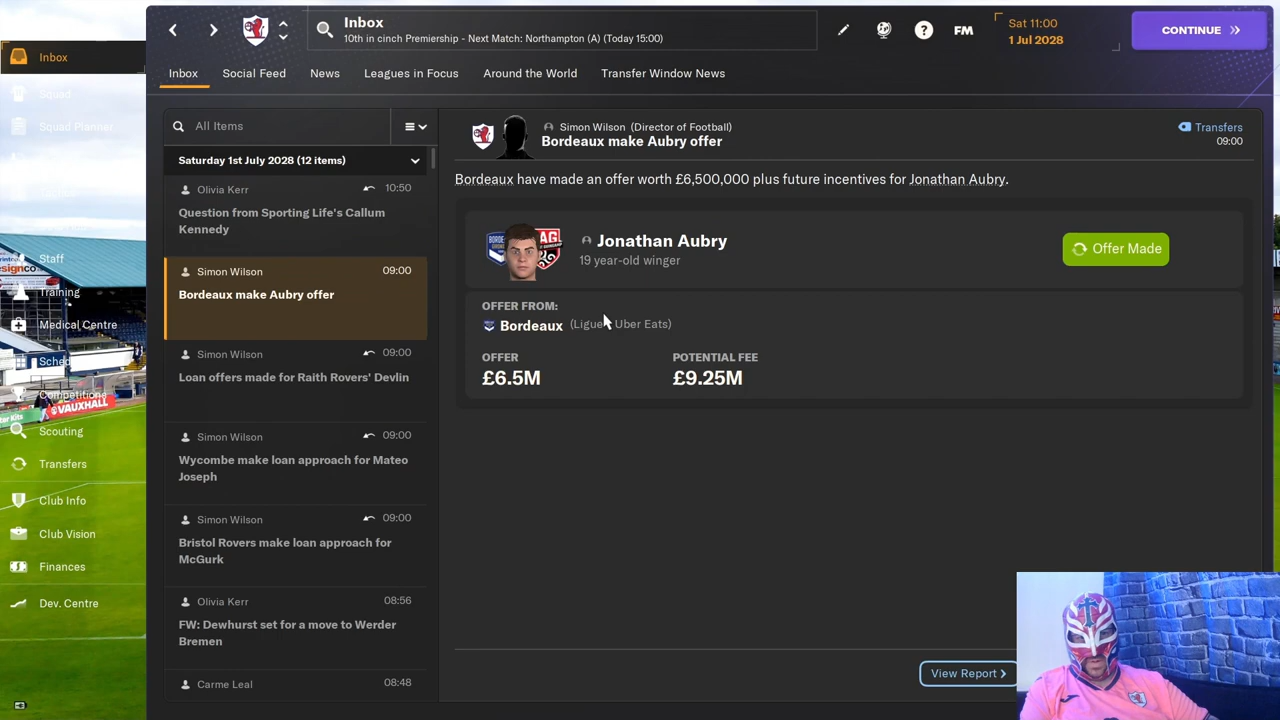 Inbox
10th in cinch Premiership - Next Match: Northampton (A) (Today 15:00)
FM
Sat 11:00
1 Jul 2028
CONTINUE
Inbox
Social Feed
News
Leagues in Focus
Around the World
Transfer Window News
Inbox
Squad
Squad Planner
Staff
Training
Medical Centre
Sched
Competitions
VAUXHALL
Scouting
Transfers
Club Info
Club Vision
Finances
Dev. Centre
All Items
Saturday 1st July 2028 (12 items)
Olivia Kerr 10:50
Question from Sporting Life's Callum
Kennedy
Simon Wilson 09:00
Bordeaux make Aubry offer
Simon Wilson 09:00
Loan offers made for Raith Rovers' Devlin
Simon Wilson 09:00
Wycombe make loan approach for Mateo
Joseph
Simon Wilson 09:00
Bristol Rovers make loan approach for
McGurk
Olivia Kerr 08:56
FW: Dewhurst set for a move to Werder
Bremen
Carme Leal 08:48
Simon Wilson (Director of Football)
Bordeaux make Aubry offer
Transfers
09:00
Bordeaux have made an offer worth £6,500,000 plus future incentives for Jonathan Aubry.
Jonathan Aubry
19 year-old winger
Offer Made
OFFER FROM:
Bordeaux (Ligue Uber Eats)
OFFER
£6.5M
POTENTIAL FEE
£9.25M
View Report